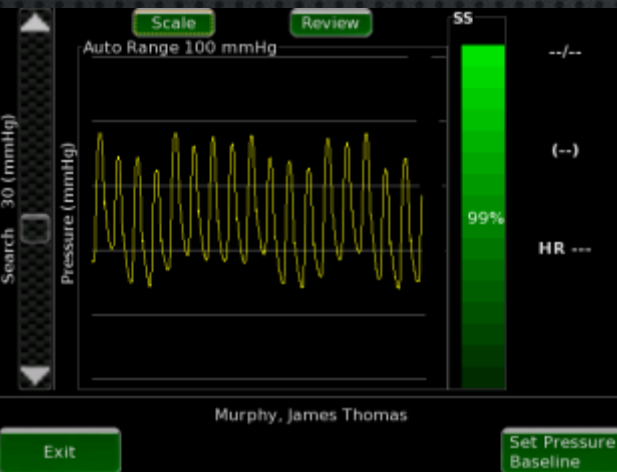 Scale
Review
SS
Auto Range 100 mmHg
--/--
(--)
99%
HR ---
Search 30 (mmHg)
Pressure (mmHg)
Murphy, James Thomas
Exit
Set Pressure
Baseline